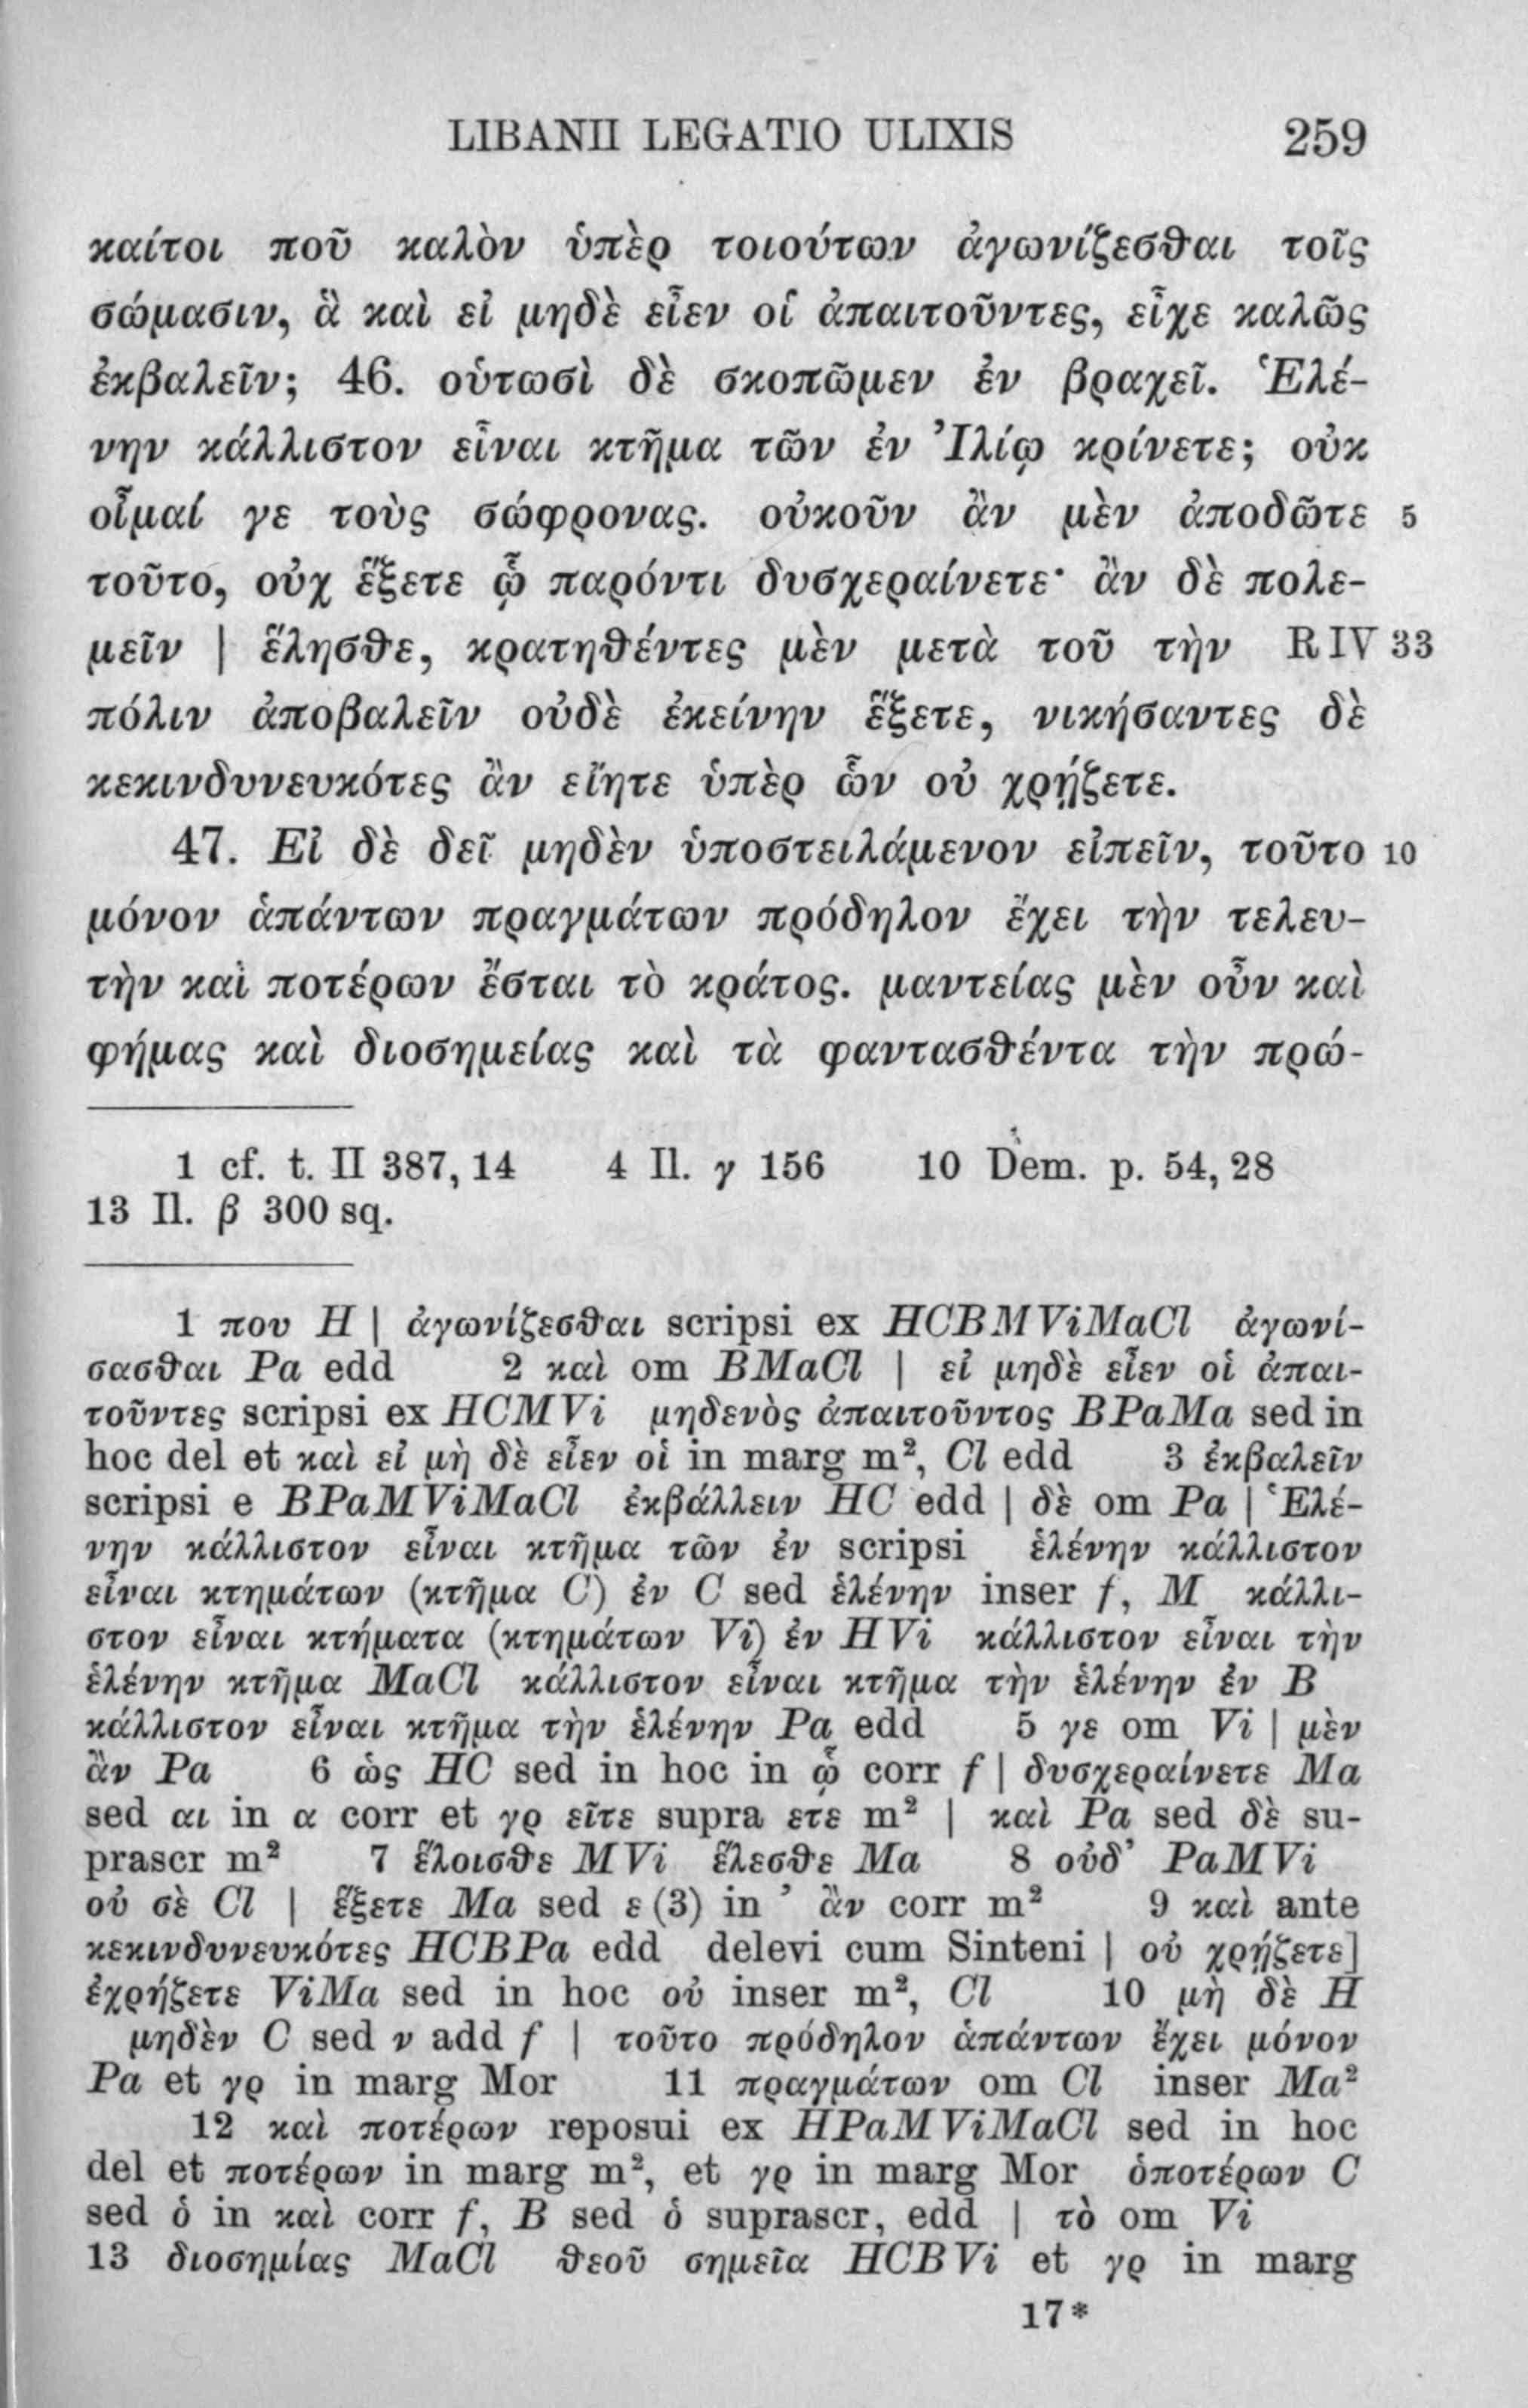 LIBANII LEGATIO ULIXIS 259
καίτοι ποῦ καλὸν ὑπὲρ τοιούτων ἀγωνίζεσθαι τοῖς
σώμασιν, ἃ καὶ εἰ μηδὲ εἶεν οἱ ἀπαιτοῦντες, εἶχε καλῶς
ἐκβαλεῖν; 46. οὑτωσὶ δὲ σκοπῶμεν ἐν βραχεῖ. Ἑλέ-
νην κάλλιστον εἶναι κτῆμα τῶν ἐν Ἰλίῳ κρίνετε; οὐκ
οἶμαί γε τοὺς σώφρονας. οὐκοῦν ἂν μὲν ἀποδῶτε 5
τοῦτο, οὐχ ἕξετε ᾧ παρόντι δυσχεραίνετε· ἂν δὲ πολε-
μεῖν | ἕλησθε, κρατηθέντες μὲν μετὰ τοῦ τὴν R IV 33
πόλιν ἀποβαλεῖν οὐδὲ ἐκείνην ἕξετε, νικήσαντες δὲ
κεκινδυνευκότες ἂν εἴητε ὑπὲρ ὧν οὐ χρῄζετε.
47. Εἰ δὲ δεῖ μηδὲν ὑποστειλάμενον εἰπεῖν, τοῦτο 10
μόνον ἁπάντων πραγμάτων πρόδηλον ἔχει τὴν τελευ-
τὴν καὶ ποτέρων ἔσται τὸ κράτος. μαντείας μὲν οὖν καὶ
φήμας καὶ διοσημείας καὶ τὰ φαντασθέντα τὴν πρώ-
1 cf. t. II 387, 14 4 Il. γ 156 10 Dem. p. 54, 28
13 Il. β 300 sq.
1 που H | ἀγωνίζεσθαι scripsi ex HCBMViMaCl ἀγωνί-
σασθαι Pa edd 2 καὶ om BMaCl | εἰ μηδὲ εἶεν οἱ ἀπαι-
τοῦντες scripsi ex HCMVi μηδενὸς ἀπαιτοῦντος BPaMa sed in
hoc del et καὶ εἰ μὴ δὲ εἶεν οἱ in marg m², Cl edd 3 ἐκβαλεῖν
scripsi e BPaMViMaCl ἐκβάλλειν HC edd | δὲ om Pa | Ἑλέ-
νην κάλλιστον εἶναι κτῆμα τῶν ἐν scripsi ἑλένην κάλλιστον
εἶναι κτημάτων (κτῆμα C) ἐν C sed ἑλένην inser f, M κάλλι-
στον εἶναι κτήματα (κτημάτων Vi) ἐν HVi κάλλιστον εἶναι τὴν
ἑλένην κτῆμα MaCl κάλλιστον εἶναι κτῆμα τὴν ἑλένην ἐν B
κάλλιστον εἶναι κτῆμα τὴν ἑλένην Pa edd 5 γε om Vi | μὲν
ἂν Pa 6 ὡς HC sed in hoc in ᾧ corr f | δυσχεραίνετε Ma
sed αι in α corr et γρ εῖτε supra ετε m² | καὶ Pa sed δὲ su-
prascr m² 7 ἕλοισθε MVi ἕλεσθε Ma 8 οὐδ’ PaMVi
οὐ σὲ Cl | ἕξετε Ma sed ε (3) in ’ ἂν corr m² 9 καὶ ante
κεκινδυνευκότες HCBPa edd delevi cum Sinteni | οὐ χρῄζετε]
ἐχρῄζετε ViMa sed in hoc οὐ inser m², Cl 10 μὴ δὲ H
μηδὲν C sed ν add f | τοῦτο πρόδηλον ἁπάντων ἔχει μόνον
Pa et γρ in marg Mor 11 πραγμάτων om Cl inser Ma²
12 καὶ ποτέρων reposui ex HPaMViMaCl sed in hoc
del et ποτέρων in marg m², et γρ in marg Mor ὁποτέρων C
sed ὁ in καὶ corr f, B sed ὁ suprascr, edd | τὸ om Vi
13 διοσημίας MaCl θεοῦ σημεῖα HCBVi et γρ in marg
17*